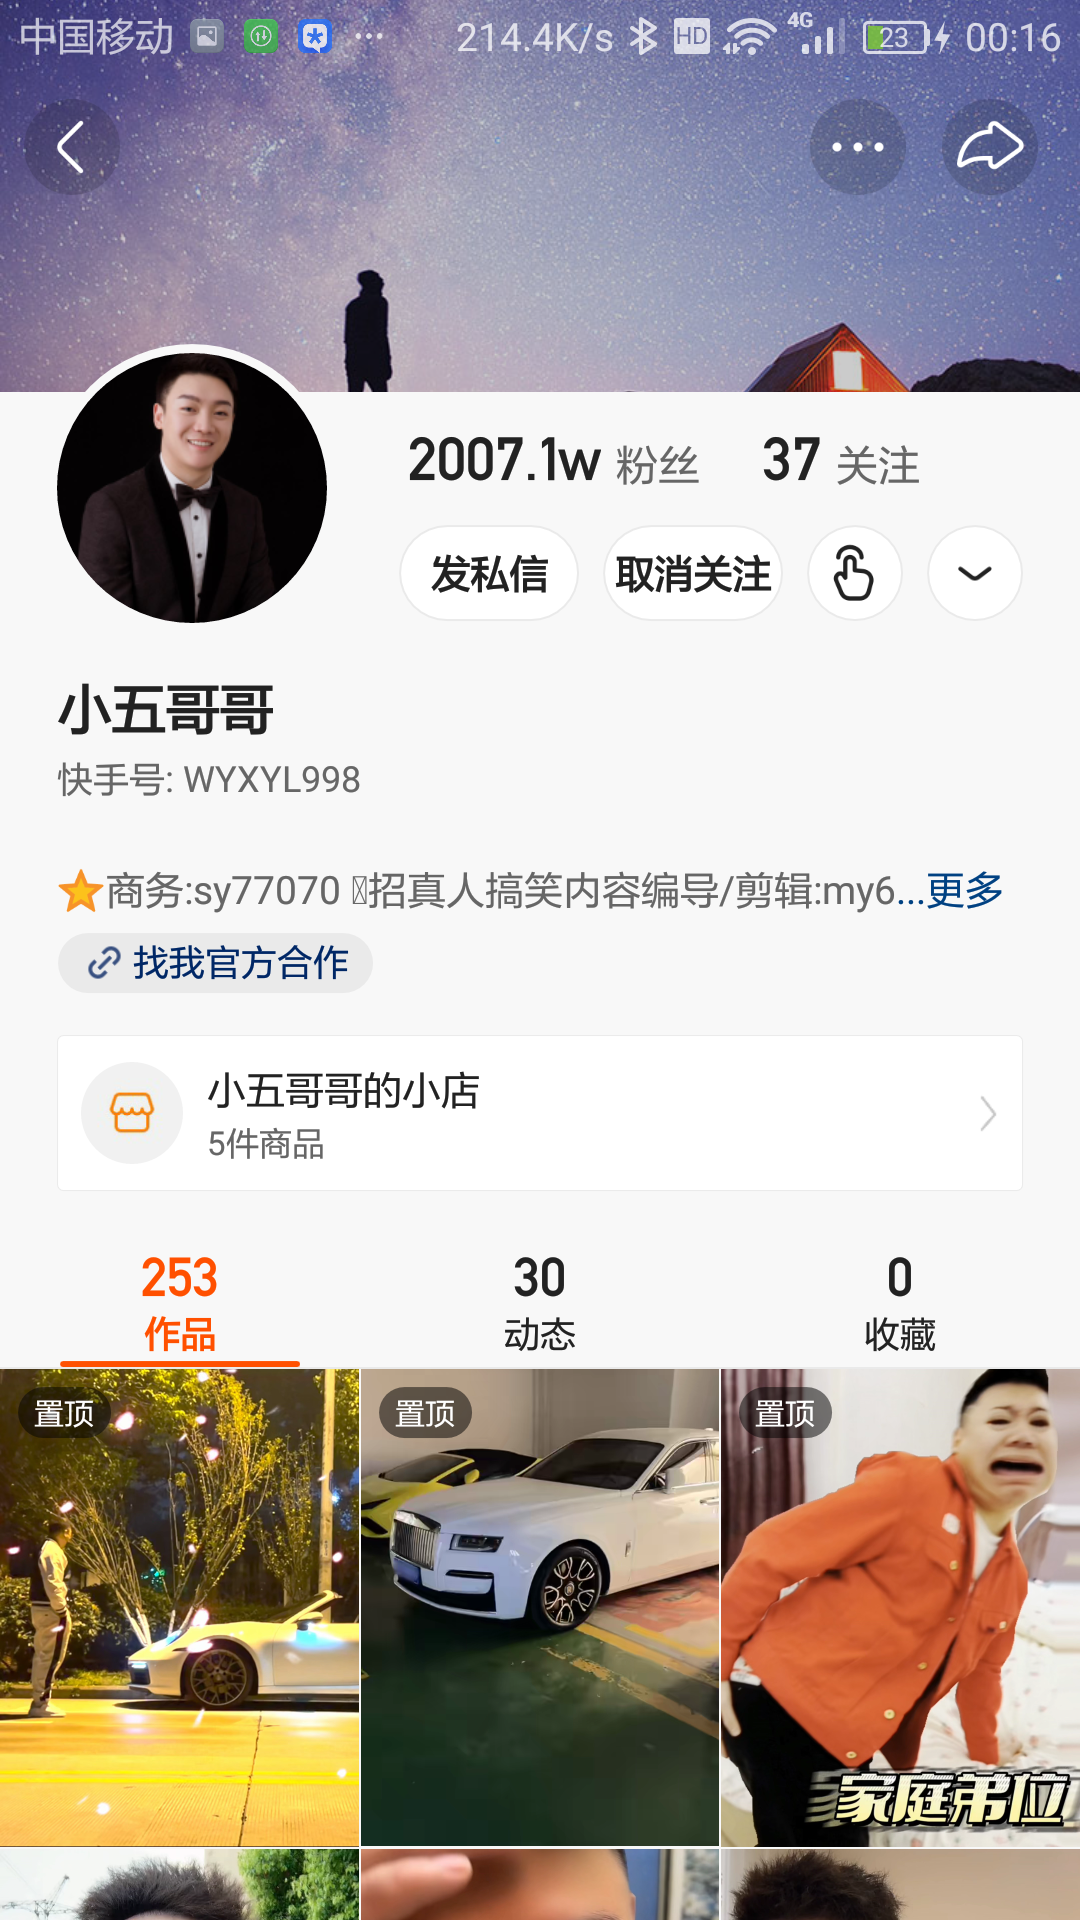 中国移动 214.4K/s HD 4G 23 00:16
2007.1w 粉丝 37 关注
发私信 取消关注
小五哥哥
快手号: WYXYL998
商务:sy77070 招真人搞笑内容编导/剪辑:my6...更多
找我官方合作
小五哥哥的小店
5件商品
253 30 0
作品 动态 收藏
置顶 置顶 置顶
家庭弟位